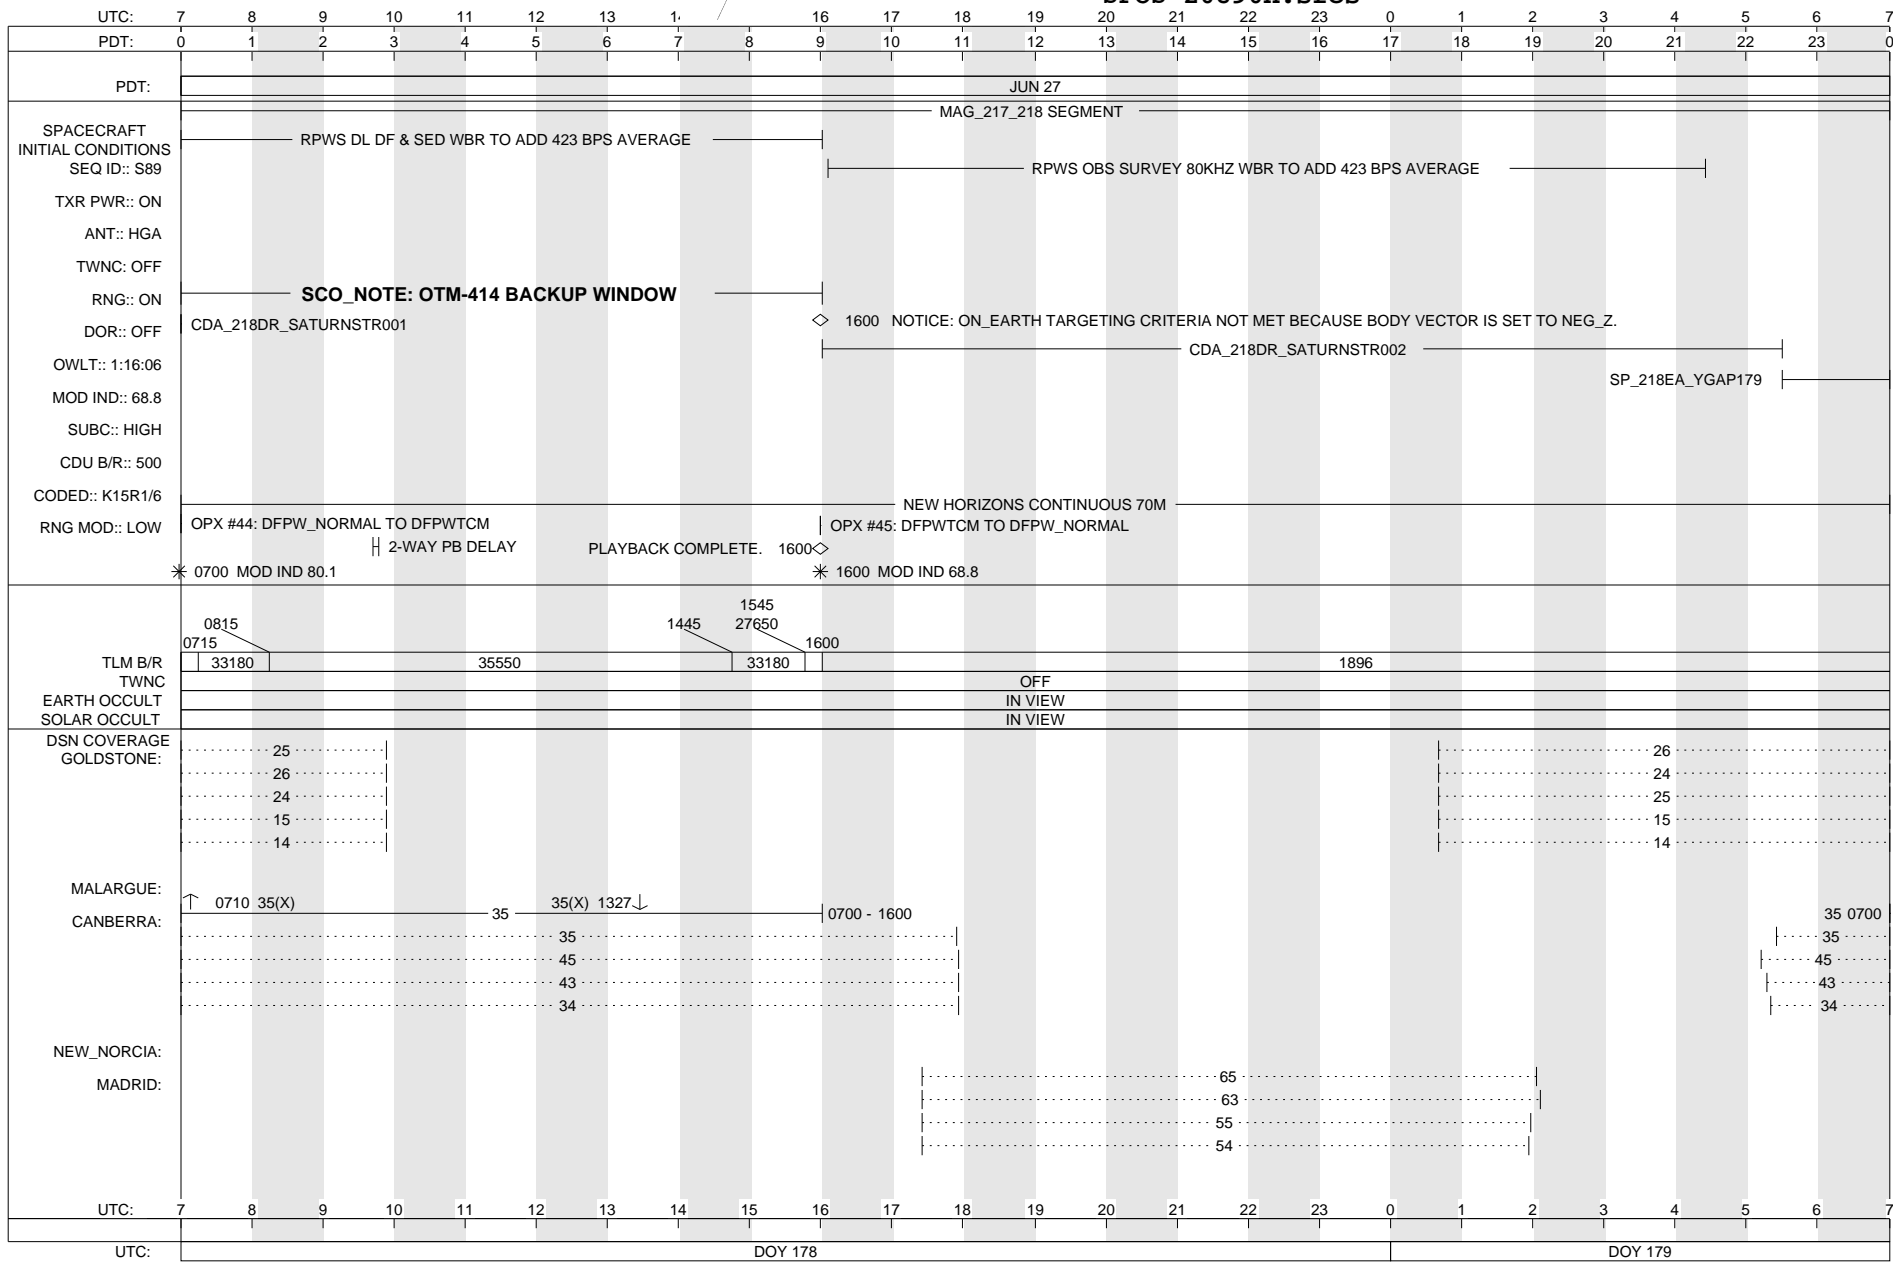 UTC: 7 8 9 10 11 12 13 16 17 18 19 20 21 22 23 0 1 2 3 4 5 6 7
PDT: 0 1 2 3 4 5 6 7 8 9 10 11 12 13 14 15 16 17 18 19 20 21 22 23 0
PDT: JUN 27
MAG_217_218 SEGMENT
SPACECRAFT
INITIAL CONDITIONS
RPWS DL DF & SED WBR TO ADD 423 BPS AVERAGE
SEQ ID:: S89
RPWS OBS SURVEY 80KHZ WBR TO ADD 423 BPS AVERAGE
TXR PWR:: ON
ANT:: HGA
TWNC: OFF
RNG:: ON
SCO_NOTE: OTM-414 BACKUP WINDOW
DOR:: OFF
CDA_218DR_SATURNSTR001
1600 NOTICE: ON_EARTH TARGETING CRITERIA NOT MET BECAUSE BODY VECTOR IS SET TO NEG_Z.
CDA_218DR_SATURNSTR002
OWLT:: 1:16:06
SP_218EA_YGAP179
MOD IND:: 68.8
SUBC:: HIGH
CDU B/R:: 500
CODED:: K15R1/6
NEW HORIZONS CONTINUOUS 70M
RNG MOD:: LOW
OPX #44: DFPW_NORMAL TO DFPWTCM
OPX #45: DFPWTCM TO DFPW_NORMAL
2-WAY PB DELAY
PLAYBACK COMPLETE. 1600
0700 MOD IND 80.1
1600 MOD IND 68.8
1545
0815 1445 27650
0715 1600
TLM B/R 33180 35550 33180 1896
TWNC OFF
EARTH OCCULT IN VIEW
SOLAR OCCULT IN VIEW
DSN COVERAGE
GOLDSTONE:
25 26
26 24
24 25
15 15
14 14
MALARGUE:
0710 35(X) 35(X) 1327
CANBERRA:
35 0700 - 1600 35 0700
35 35
45 45
43 43
34 34
NEW_NORCIA:
MADRID:
65
63
55
54
UTC: 7 8 9 10 11 12 13 14 15 16 17 18 19 20 21 22 23 0 1 2 3 4 5 6 7
UTC: DOY 178 DOY 179